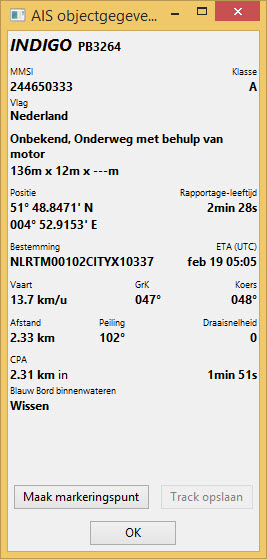 AIS objectgegeve...
INDIGO PB3264
MMSI Klasse
244650333 A
Vlag
Nederland
Onbekend, Onderweg met behulp van
motor
136m x 12m x ---m
Positie Rapportage-leeftijd
51° 48.8471' N 2min 28s
004° 52.9153' E
Bestemming ETA (UTC)
NLRTM00102CITYX10337 feb 19 05:05
Vaart GrK Koers
13.7 km/u 047° 048°
Afstand Peiling Draaisnelheid
2.33 km 102° 0
CPA
2.31 km in 1min 51s
Blauw Bord binnenwateren
Wissen
Maak markeringspunt Track opslaan
OK